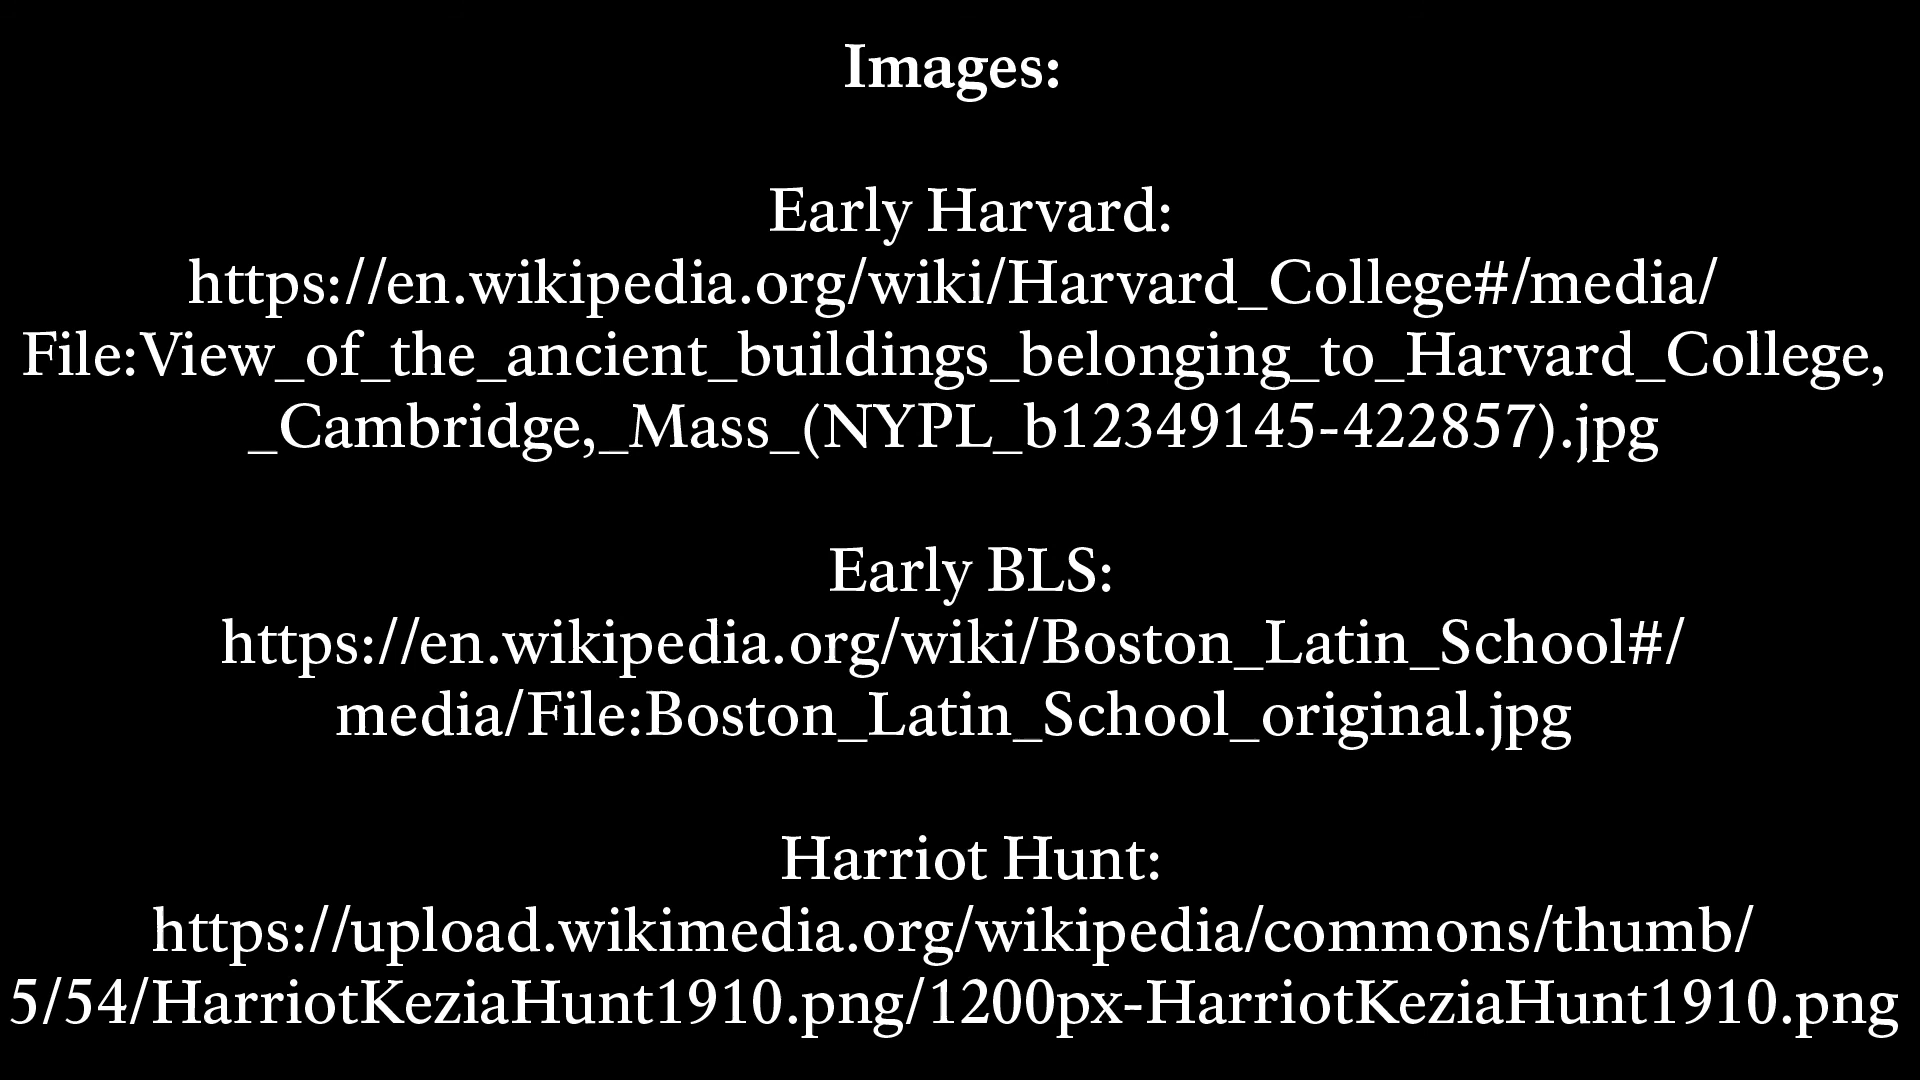 Images:
Early Harvard:
https://en.wikipedia.org/wiki/Harvard_College#/media/
File:View_of_the_ancient_buildings_belonging_to_Harvard_College,
_Cambridge,_Mass_(NYPL_b12349145-422857).jpg
Early BLS:
https://en.wikipedia.org/wiki/Boston_Latin_School#/
media/File:Boston_Latin_School_original.jpg
Harriot Hunt:
https://upload.wikimedia.org/wikipedia/commons/thumb/
5/54/HarriotKeziaHunt1910.png/1200px-HarriotKeziaHunt1910.png